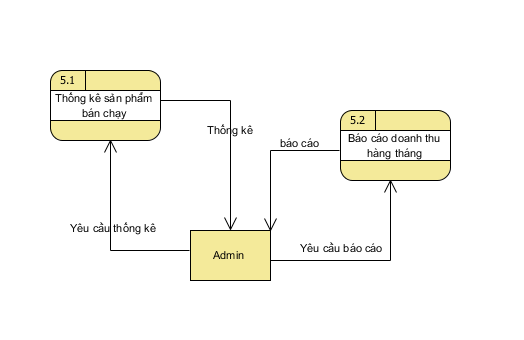 5.1
Thống kê sản phẩm
bán chạy
5.2
Báo cáo doanh thu
hàng tháng
Thống kê
báo cáo
Yêu cầu thống kê
Yêu cầu báo cáo
Admin